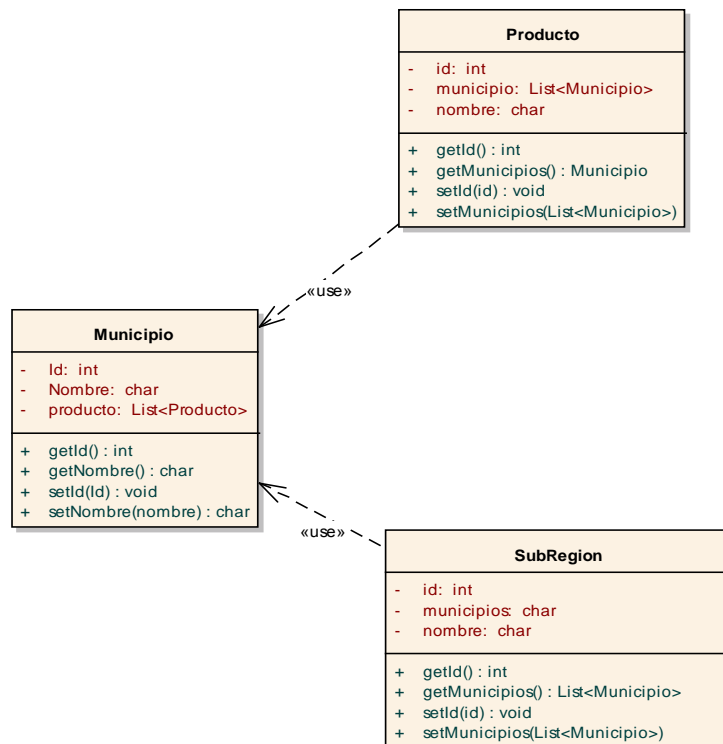 Producto
- id: int
- municipio: List<Municipio>
- nombre: char
+ getId() : int
+ getMunicipios() : Municipio
+ setId(id) : void
+ setMunicipios(List<Municipio>)
«use»
Municipio
- Id: int
- Nombre: char
- producto: List<Producto>
+ getId() : int
+ getNombre() : char
+ setId(Id) : void
+ setNombre(nombre) : char
«use»
SubRegion
- id: int
- municipios: char
- nombre: char
+ getId() : int
+ getMunicipios() : List<Municipio>
+ setId(id) : void
+ setMunicipios(List<Municipio>)